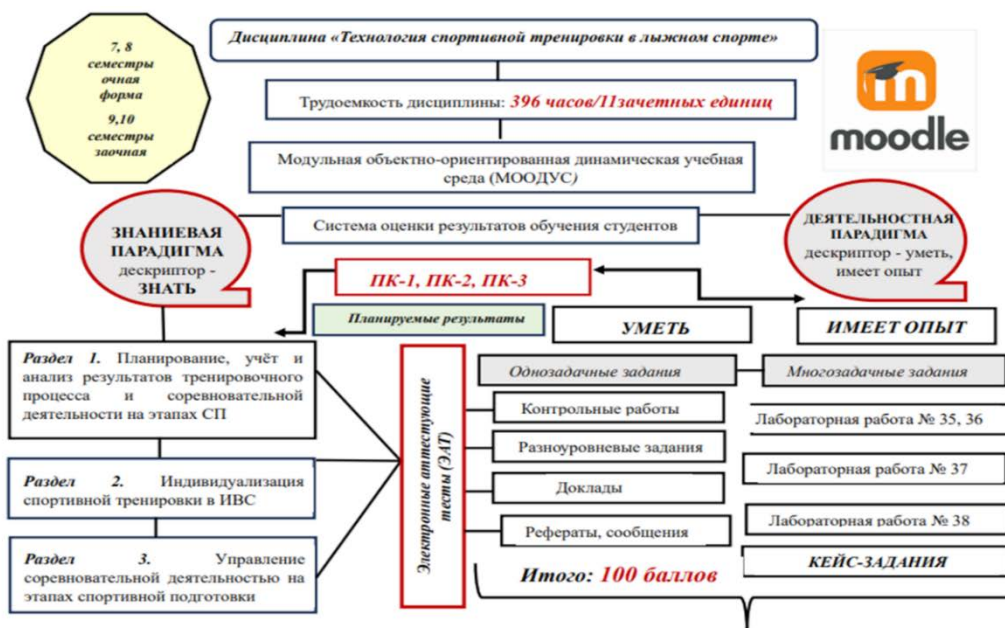 7, 8
семестры
очная
форма
9,10
семестры
заочная
Дисциплина «Технология спортивной тренировки в лыжном спорте»
Трудоемкость дисциплины: 396 часов/11зачетных единиц
Модульная объектно-ориентированная динамическая учебная
среда (МООДУС)
moodle
Система оценки результатов обучения студентов
ЗНАНИЕВАЯ
ПАРАДИГМА
дескриптор -
ЗНАТЬ
ДЕЯТЕЛЬНОСТНАЯ
ПАРАДИГМА
дескриптор - уметь,
имеет опыт
ПК-1, ПК-2, ПК-3
Планируемые результаты
УМЕТЬ
ИМЕЕТ ОПЫТ
Раздел 1. Планирование, учёт и
анализ результатов тренировочного
процесса и соревновательной
деятельности на этапах СП
Раздел 2. Индивидуализация
спортивной тренировки в ИВС
Раздел 3. Управление
соревновательной деятельностью на
этапах спортивной подготовки
Электронные аттестующие
тесты (ЭАТ)
Однозадачные задания
Контрольные работы
Разноуровневые задания
Доклады
Рефераты, сообщения
Многозадачные задания
Лабораторная работа № 35, 36
Лабораторная работа № 37
Лабораторная работа № 38
КЕЙС-ЗАДАНИЯ
Итого: 100 баллов